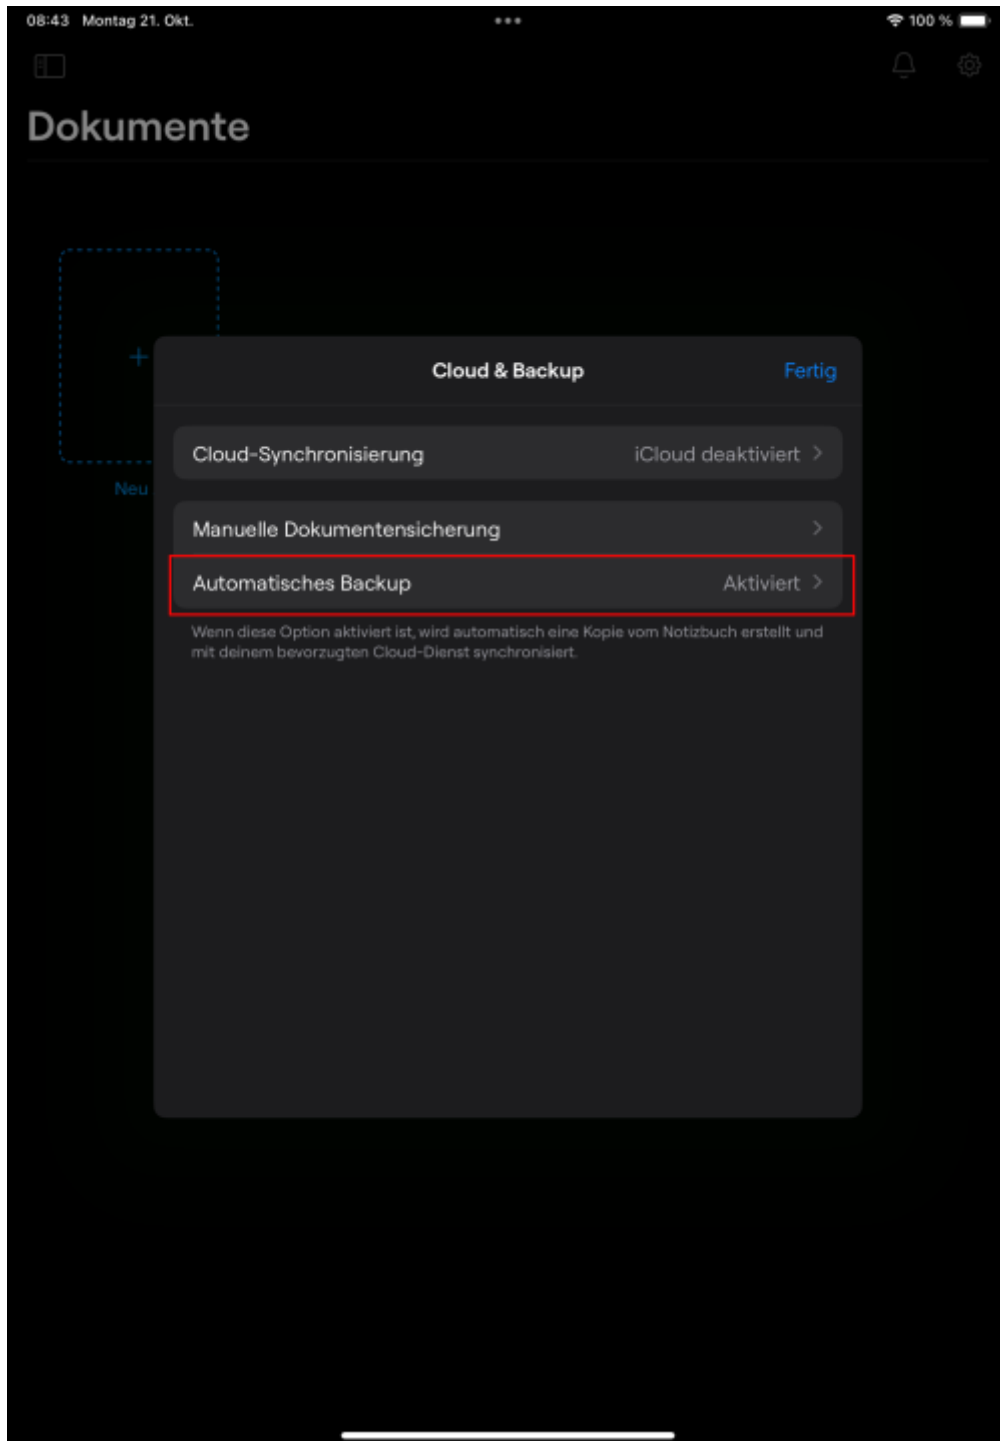 08:43 Montag 21. Okt.
100 %
Dokumente
Neu
Cloud & Backup
Fertig
Cloud-Synchronisierung
iCloud deaktiviert
Manuelle Dokumentensicherung
Automatisches Backup
Aktiviert
Wenn diese Option aktiviert ist, wird automatisch eine Kopie vom Notizbuch erstellt und
mit deinem bevorzugten Cloud-Dienst synchronisiert.